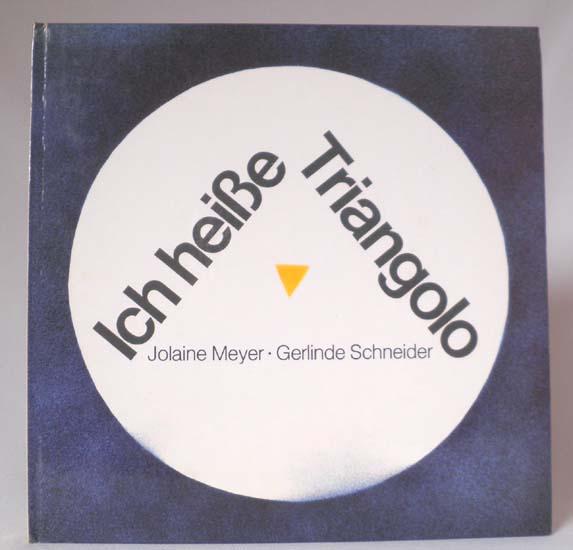 Ich heiße
Triangolo
Jolaine Meyer · Gerlinde Schneider